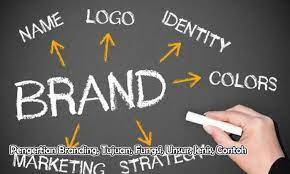 NAME
LOGO
IDENTITY
BRAND
COLORS
Pengertian Branding, Tujuan, Fungsi, Unsur, Jenis, Contoh
MARKETING STRATEGY